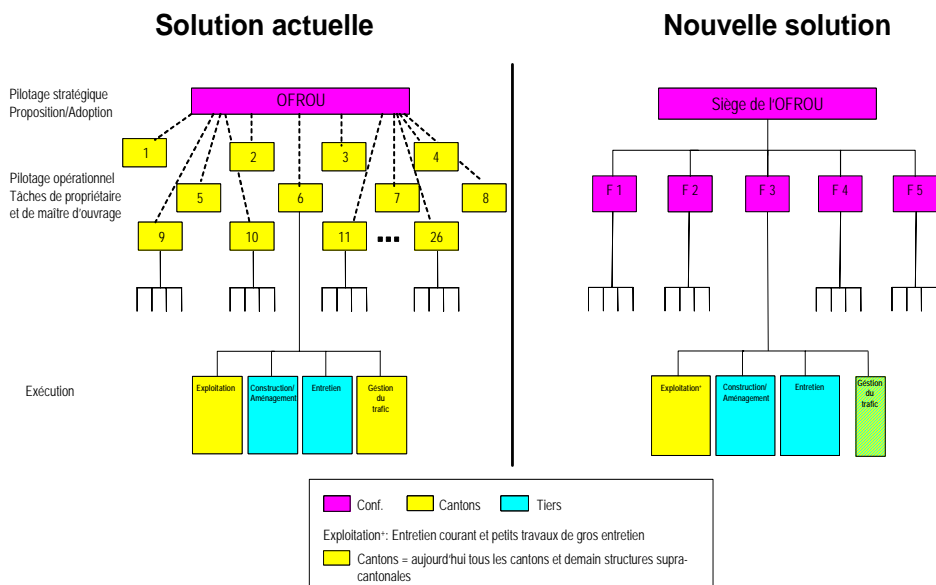 Solution actuelle
Nouvelle solution
Pilotage stratégique
Proposition/Adoption
OFROU
Siège de l'OFROU
1
2
3
4
Pilotage opérationnel
Tâches de propriétaire
et de maître d'ouvrage
5
6
7
8
9
10
11
...
26
F 1
F 2
F 3
F 4
F 5
Exécution
Exploitation
Construction/
Aménagement
Entretien
Géstion
du
trafic
Exploitation+
Construction/
Aménagement
Entretien
Géstion
du
trafic
Conf.
Cantons
Tiers
Exploitation+: Entretien courant et petits travaux de gros entretien
Cantons = aujourd'hui tous les cantons et demain structures supra-
cantonales